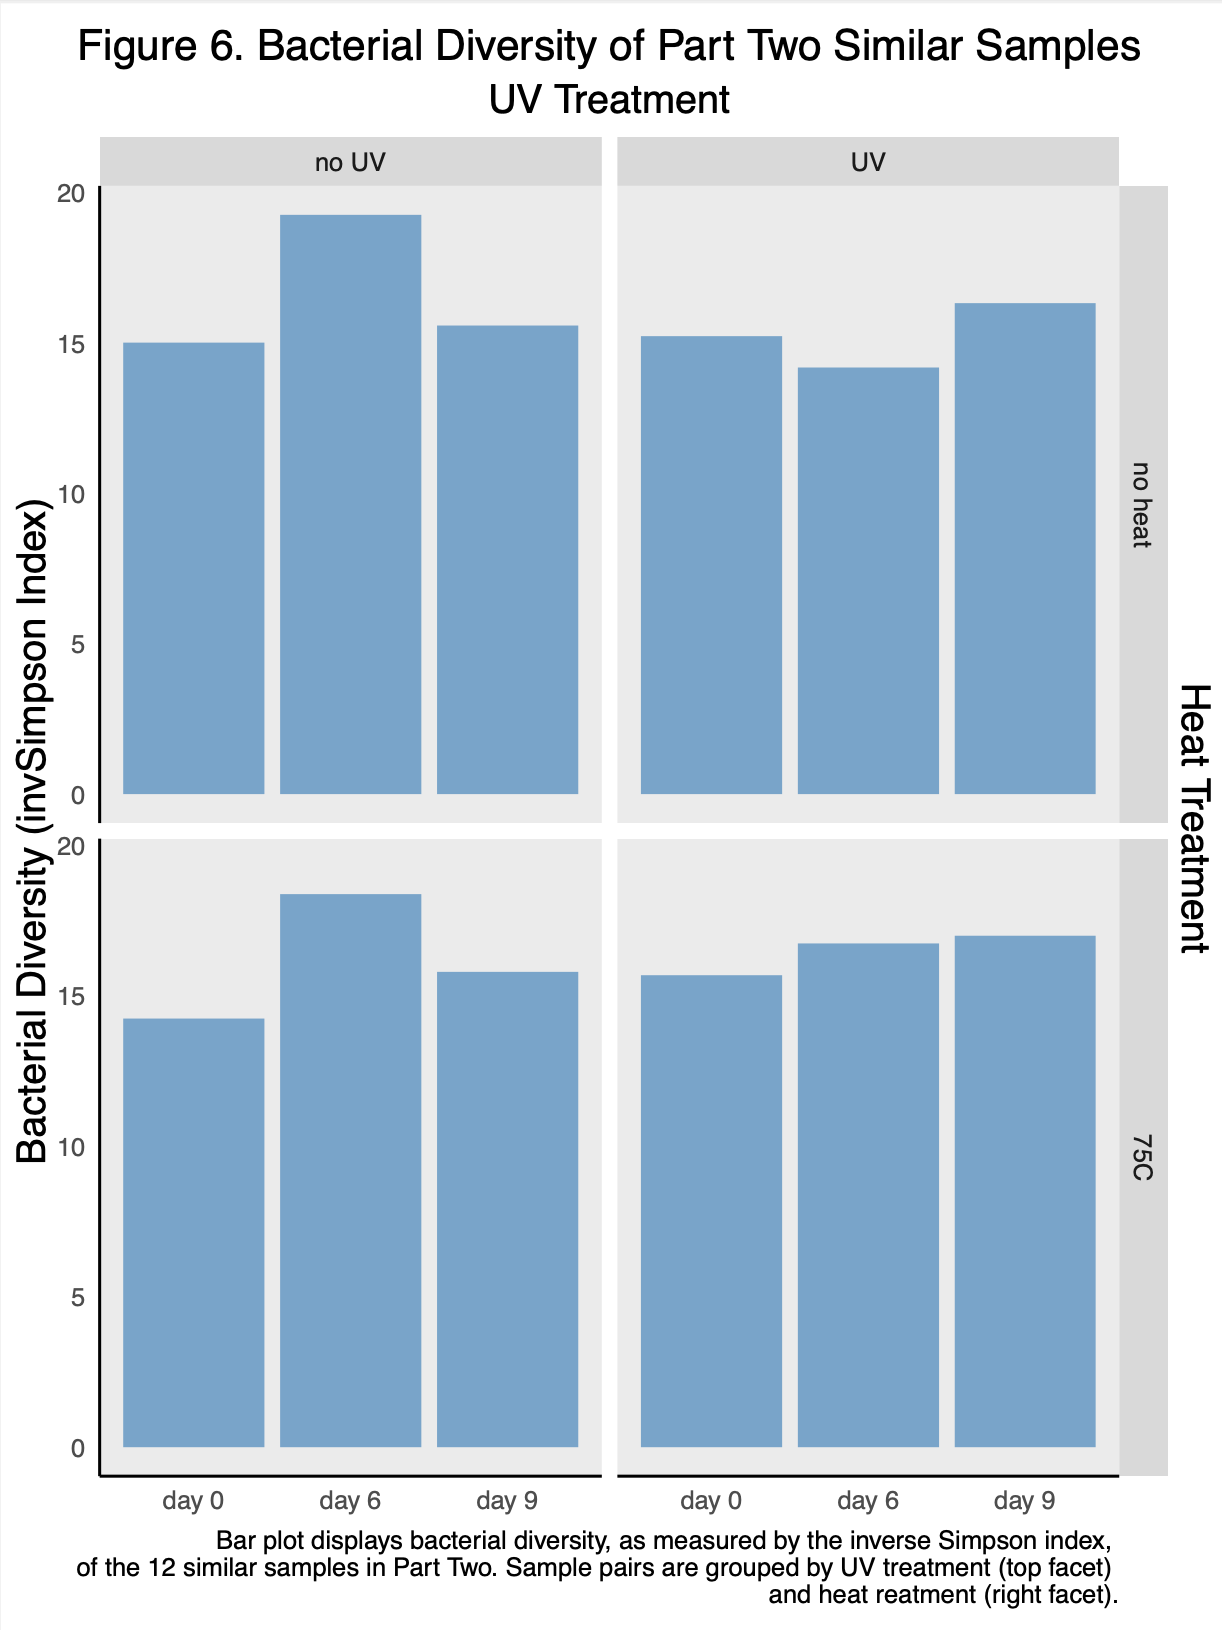 Figure 6. Bacterial Diversity of Part Two Similar Samples
UV Treatment
no UV
UV
20
15
10
5
0
no heat
Bacterial Diversity (invSimpson Index)
Heat Treatment
20
15
10
5
0
75C
day 0
day 6
day 9
day 0
day 6
day 9
Bar plot displays bacterial diversity, as measured by the inverse Simpson index,
of the 12 similar samples in Part Two. Sample pairs are grouped by UV treatment (top facet)
and heat reatment (right facet).